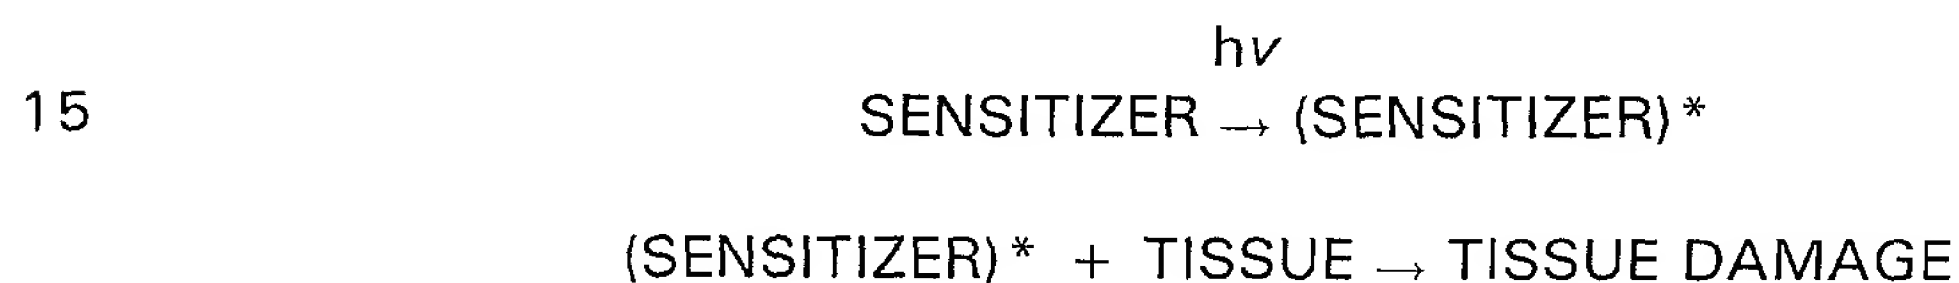 hν
15 SENSITIZER → (SENSITIZER)*
(SENSITIZER)* + TISSUE → TISSUE DAMAGE